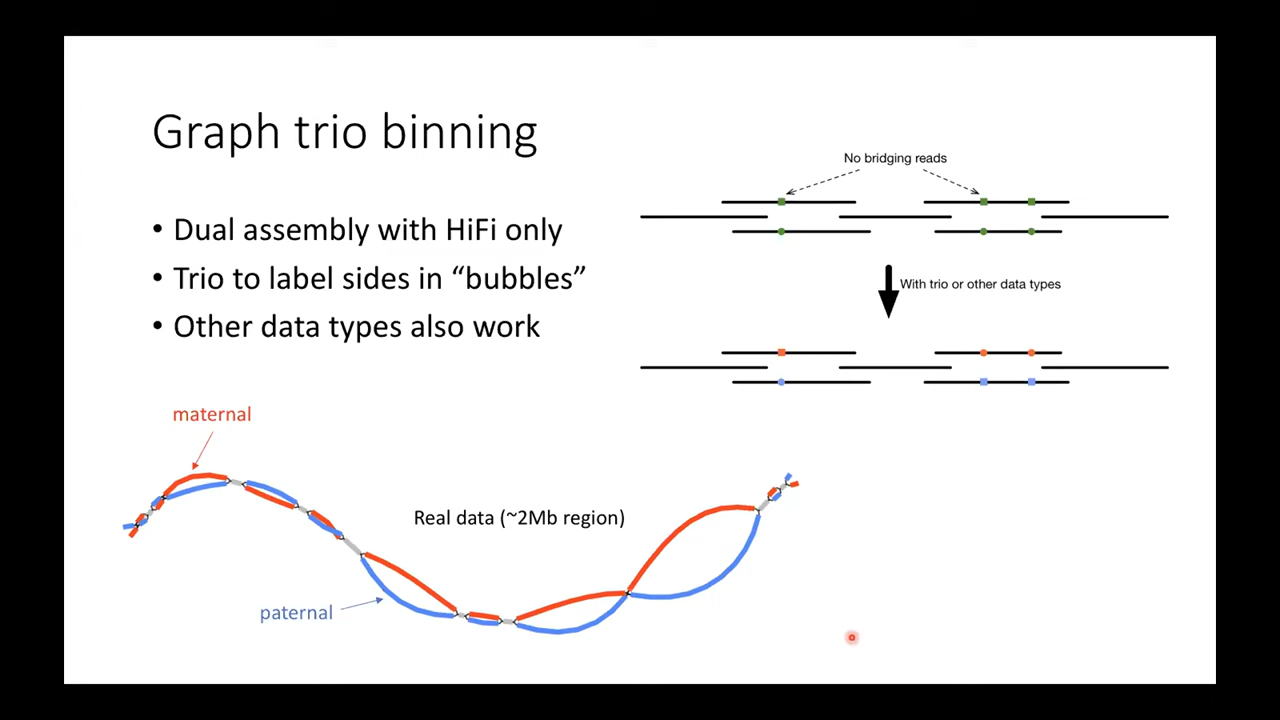 Graph trio binning
• Dual assembly with HiFi only
• Trio to label sides in “bubbles”
• Other data types also work
No bridging reads
With trio or other data types
maternal
Real data (~2Mb region)
paternal